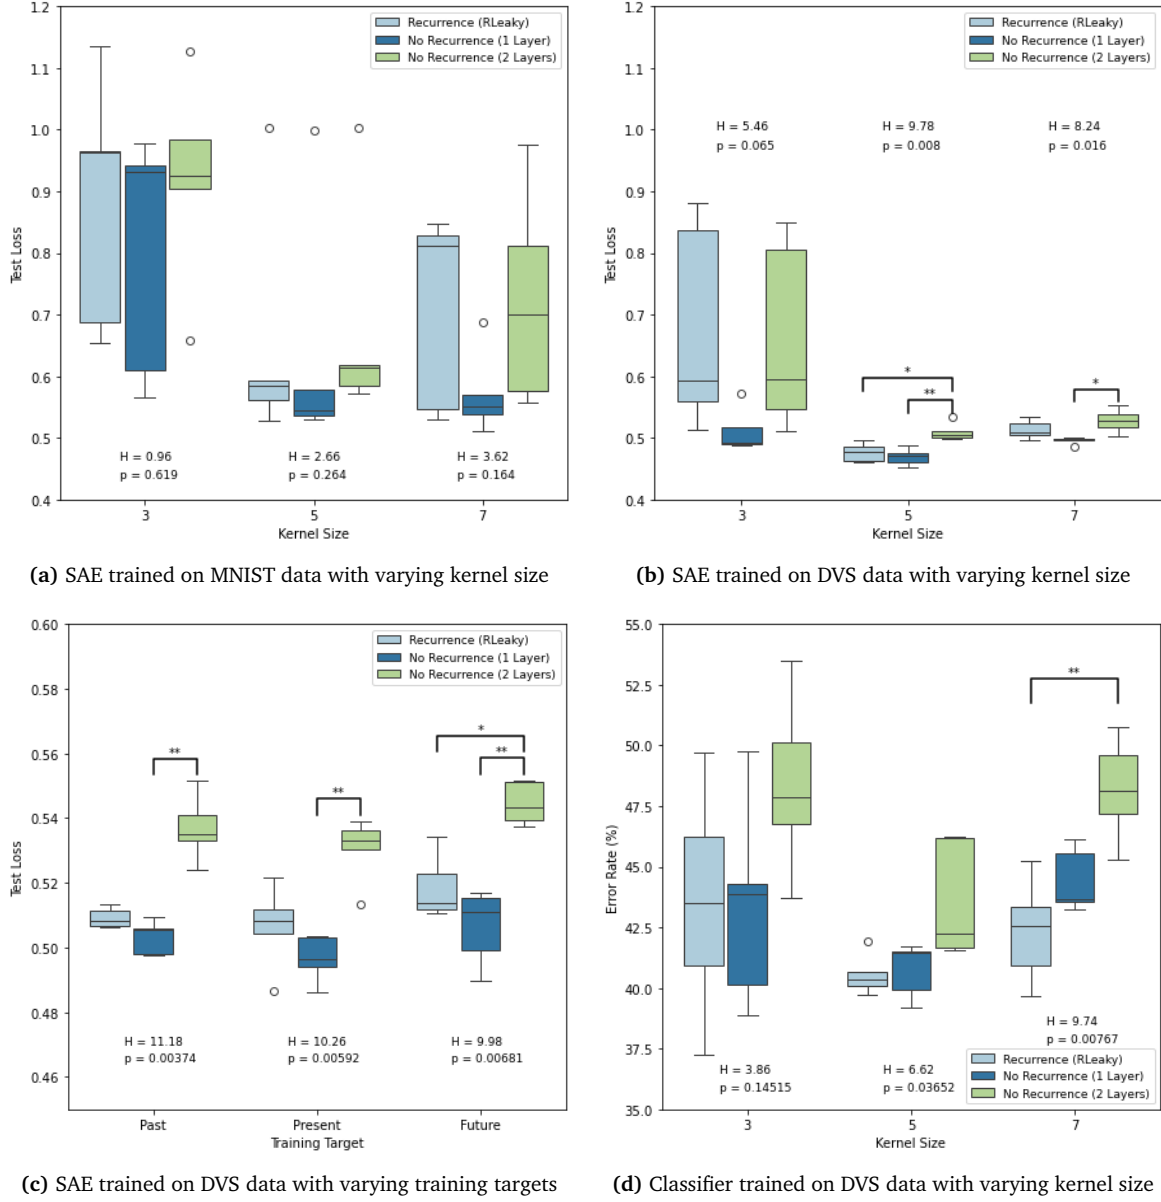 1.2
1.1
1.0
0.9
0.8
0.7
0.6
0.5
0.4
Test Loss
Recurrence (RLeaky)
No Recurrence (1 Layer)
No Recurrence (2 Layers)
H = 0.96
p = 0.619
H = 2.66
p = 0.264
H = 3.62
p = 0.164
3
5
7
Kernel Size
(a) SAE trained on MNIST data with varying kernel size
1.2
1.1
1.0
0.9
0.8
0.7
0.6
0.5
0.4
Test Loss
Recurrence (RLeaky)
No Recurrence (1 Layer)
No Recurrence (2 Layers)
H = 5.46
p = 0.065
H = 9.78
p = 0.008
H = 8.24
p = 0.016
*
**
*
3
5
7
Kernel Size
(b) SAE trained on DVS data with varying kernel size
0.60
0.58
0.56
0.54
0.52
0.50
0.48
0.46
Test Loss
Recurrence (RLeaky)
No Recurrence (1 Layer)
No Recurrence (2 Layers)
**
**
*
**
H = 11.18
p = 0.00374
H = 10.26
p = 0.00592
H = 9.98
p = 0.00681
Past
Present
Future
Training Target
(c) SAE trained on DVS data with varying training targets
55.0
52.5
50.0
47.5
45.0
42.5
40.0
37.5
35.0
Error Rate (%)
**
H = 3.86
p = 0.14515
H = 6.62
p = 0.03652
H = 9.74
p = 0.00767
Recurrence (RLeaky)
No Recurrence (1 Layer)
No Recurrence (2 Layers)
3
5
7
Kernel Size
(d) Classifier trained on DVS data with varying kernel size